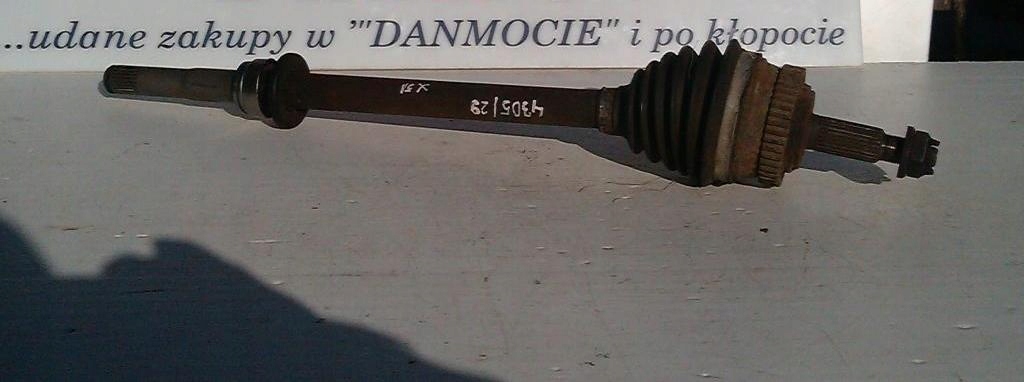 ..udane zakupy w '"DANMOCIE" i po kłopocie
4305/29